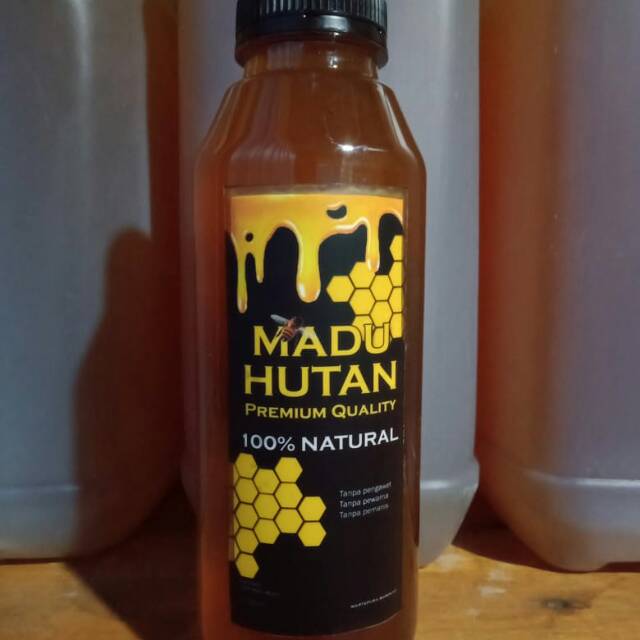 MADU
HUTAN
PREMIUM QUALITY
100% NATURAL
Tanpa pengawet
Tanpa pewarna
Tanpa pemanis